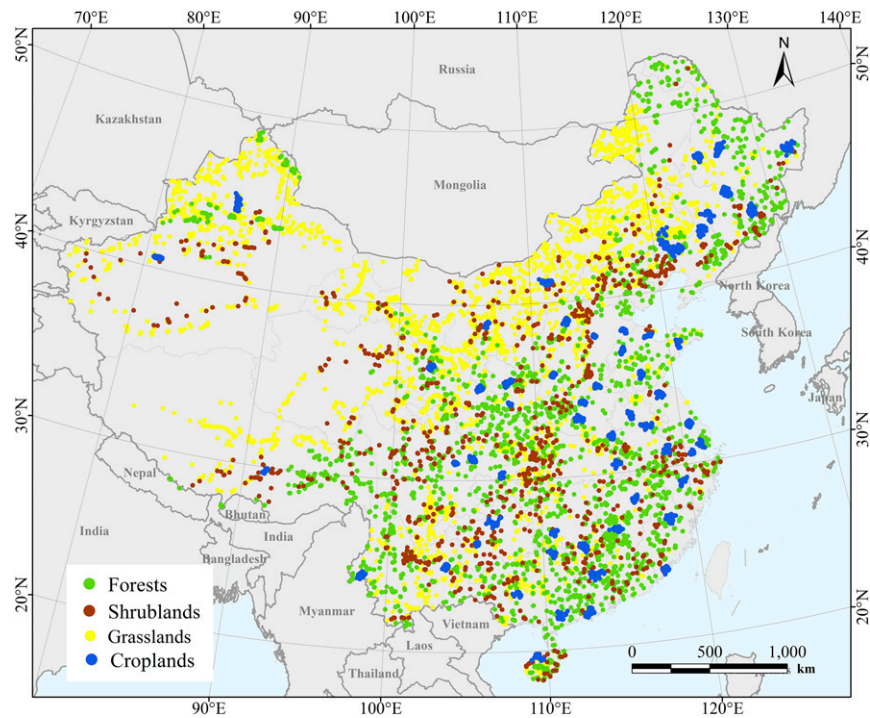 70°E 80°E 90°E 100°E 110°E 120°E 130°E 140°E
50°N
50°N
N
Russia
Kazakhstan
Mongolia
Kyrgyzstan
40°N
40°N
North Korea
South Korea
Japan
30°N
30°N
Nepal
Bhutan
India
India
Bangladesh
20°N
20°N
Myanmar
Vietnam
Laos
Thailand
Forests
Shrublands
Grasslands
Croplands
0 500 1,000
km
90°E 100°E 110°E 120°E